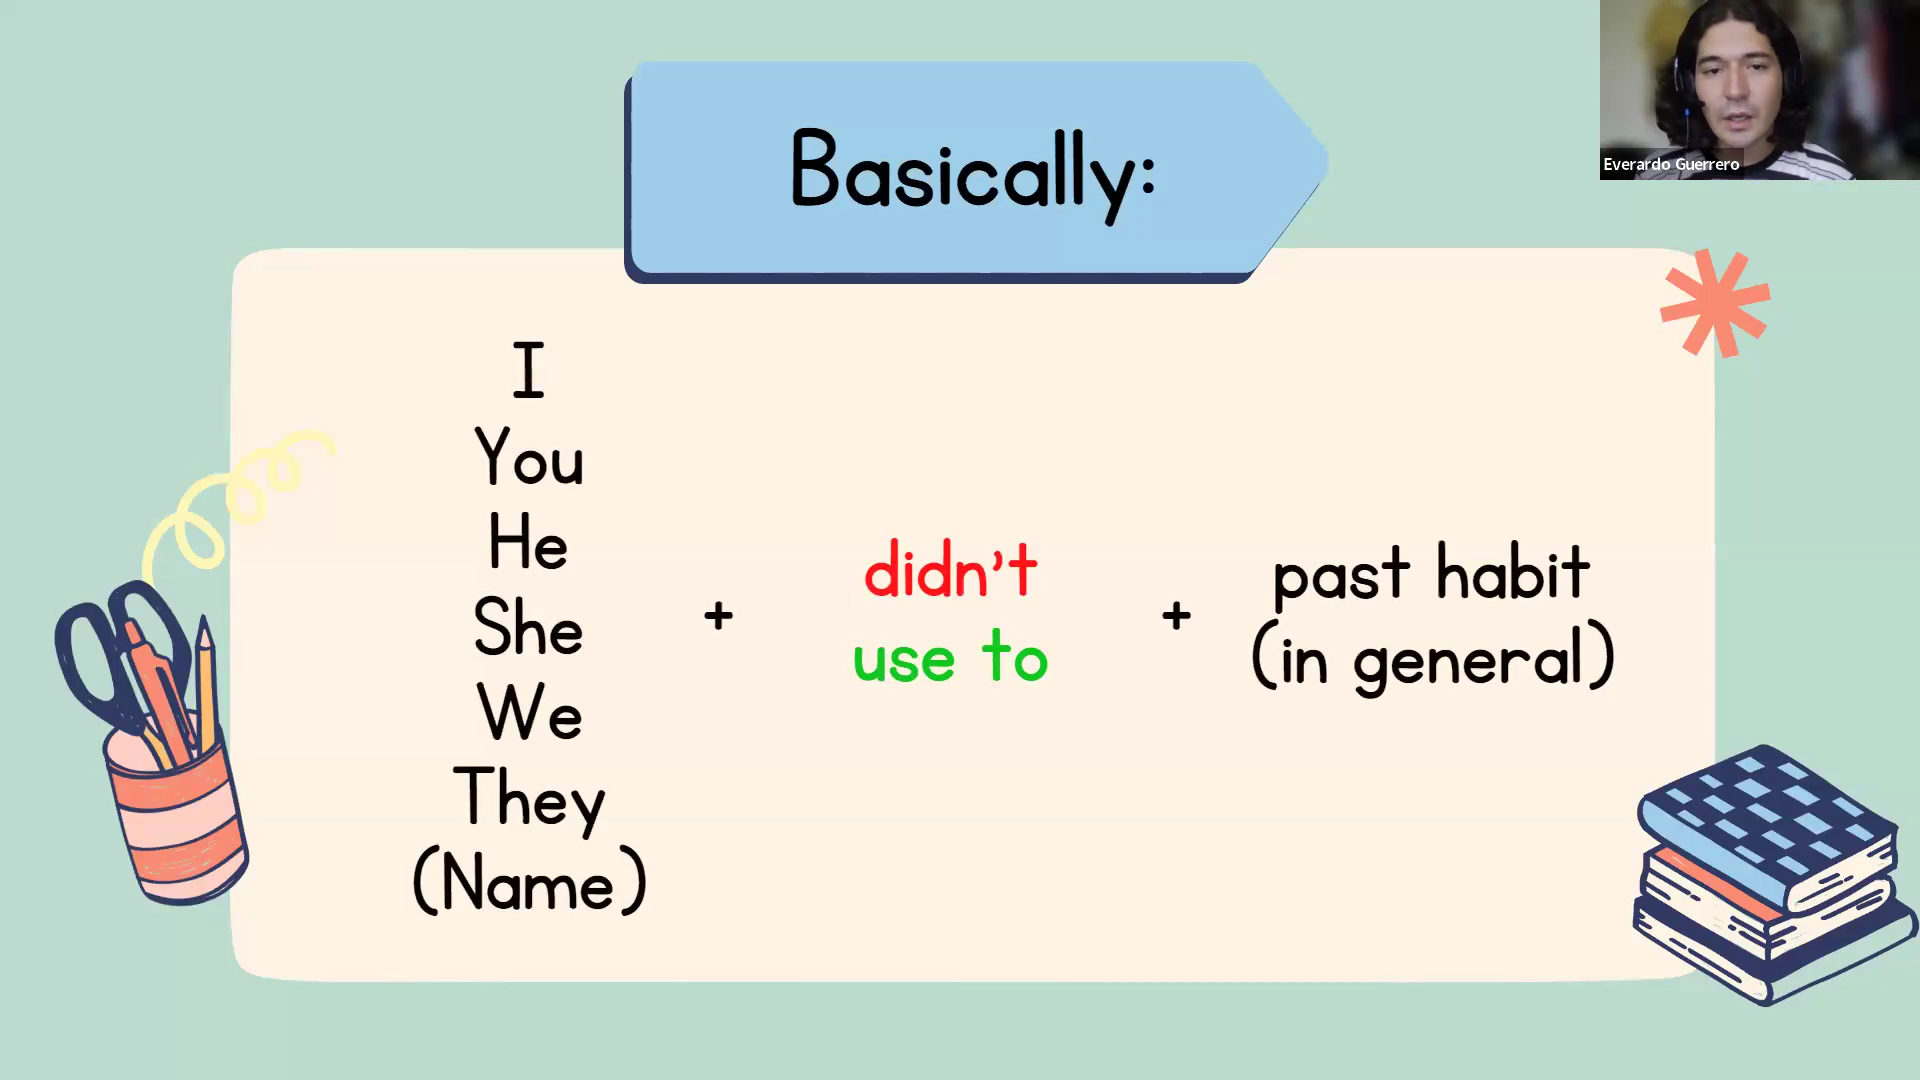 Basically:
Everardo Guerrero
I
You
He
She
We
They
(Name)
+
didn't
use to
+
past habit
(in general)